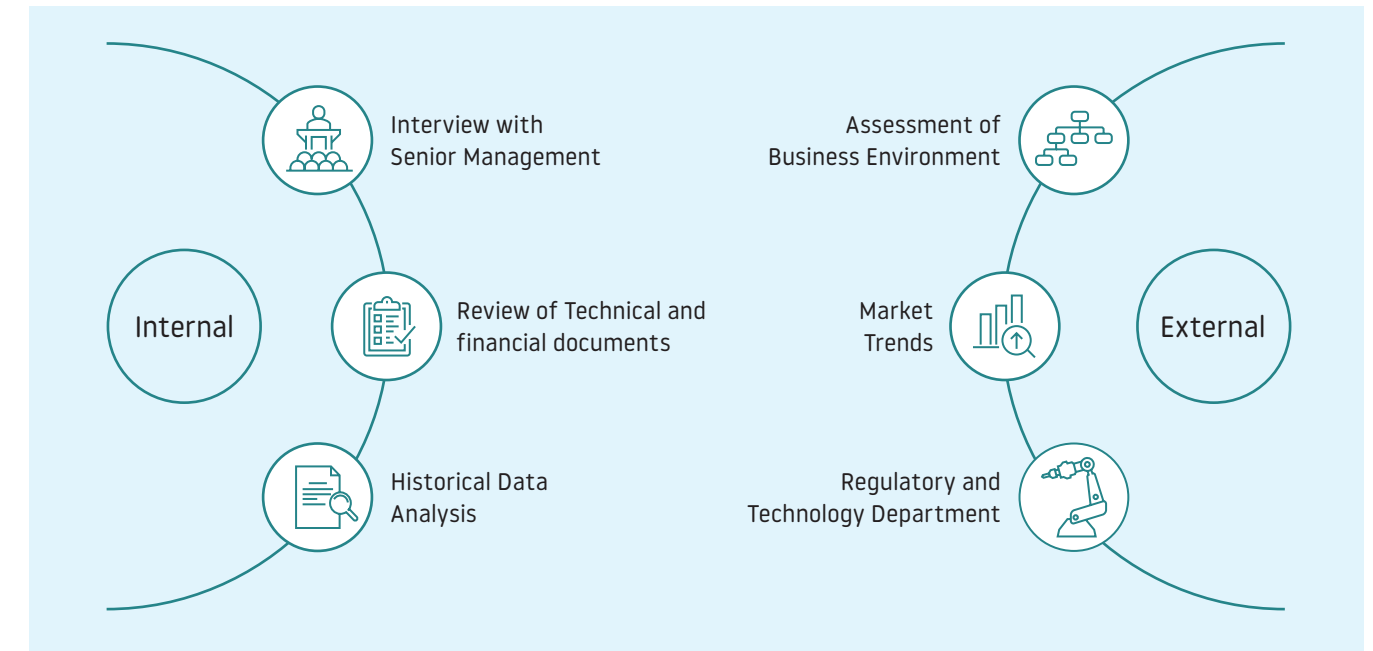 Internal
Interview with
Senior Management
Review of Technical and
financial documents
Historical Data
Analysis
Assessment of
Business Environment
Market
Trends
Regulatory and
Technology Department
External